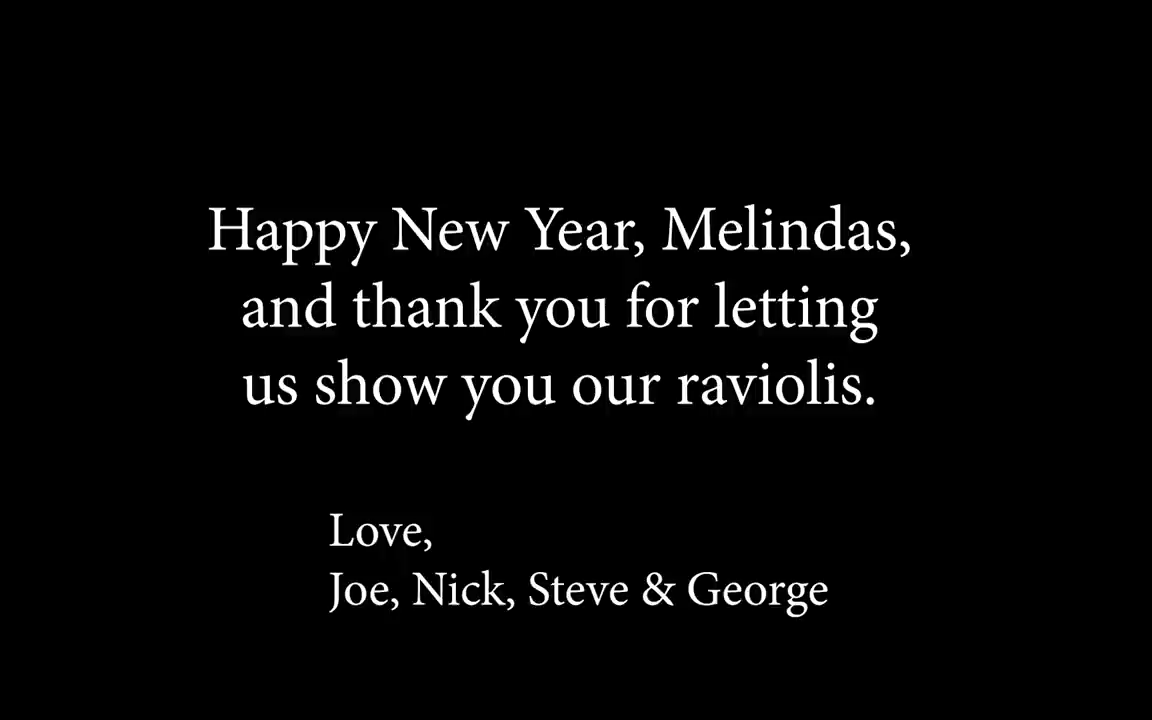 Happy New Year, Melindas,
and thank you for letting
us show you our raviolis.
Love,
Joe, Nick, Steve & George